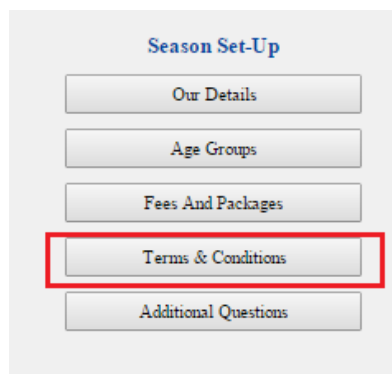 Season Set-Up
Our Details
Age Groups
Fees And Packages
Terms & Conditions
Additional Questions